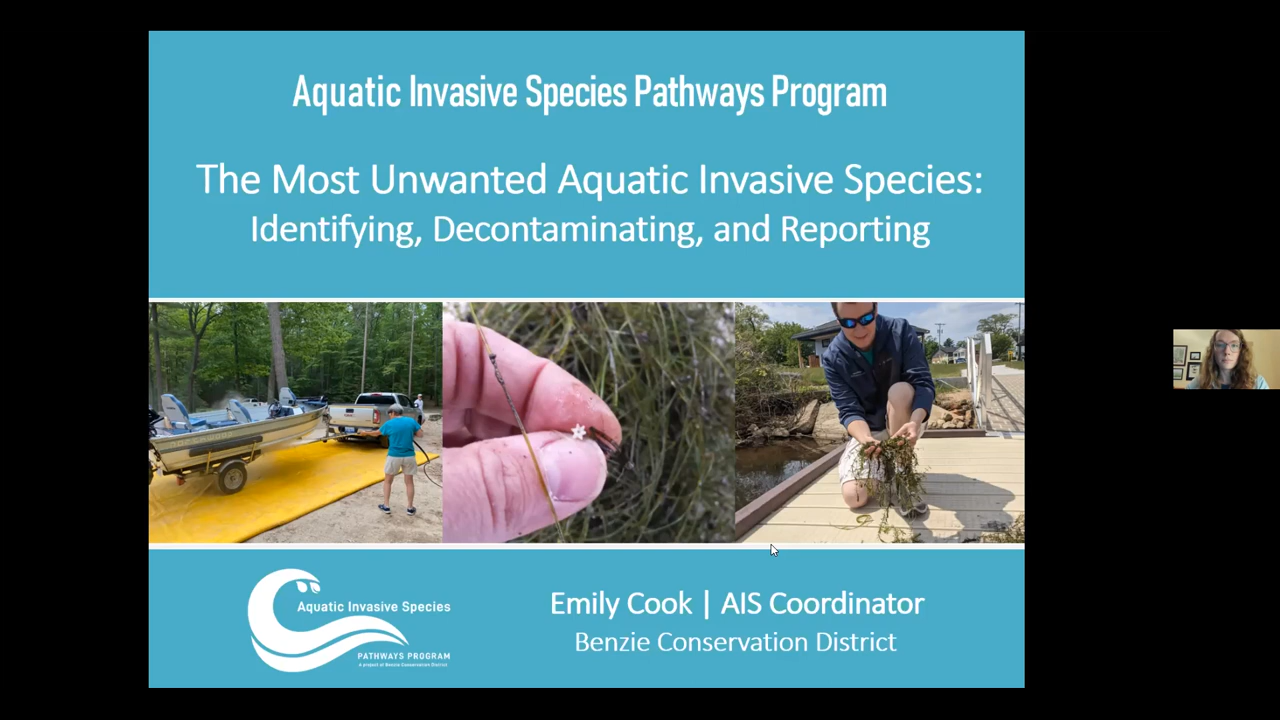 Aquatic Invasive Species Pathways Program
The Most Unwanted Aquatic Invasive Species:
Identifying, Decontaminating, and Reporting
Aquatic Invasive Species
PATHWAYS PROGRAM
A project of Benzie Conservation District
Emily Cook | AIS Coordinator
Benzie Conservation District